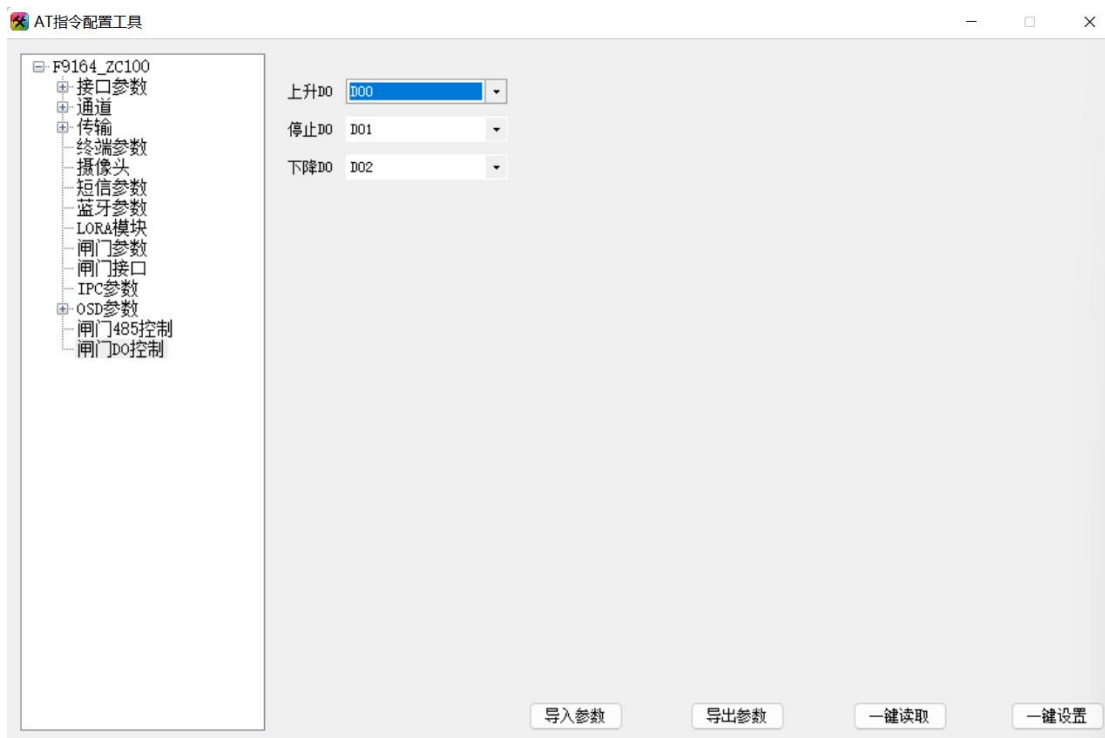 AT指令配置工具
F9164_ZC100
接口参数
通道
传输
终端参数
摄像头
短信参数
蓝牙参数
LORA模块
闸门参数
闸门接口
IPC参数
OSD参数
闸门485控制
闸门DO控制
上升DO DO0
停止DO DO1
下降DO DO2
导入参数 导出参数 一键读取 一键设置